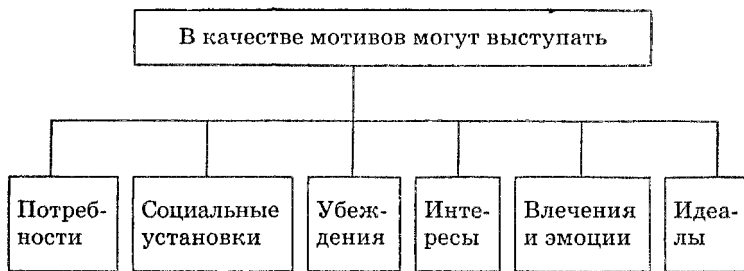 В качестве мотивов могут выступать
Потреб-
ности
Социальные
установки
Убеж-
дения
Инте-
ресы
Влечения
и эмоции
Идеа-
лы